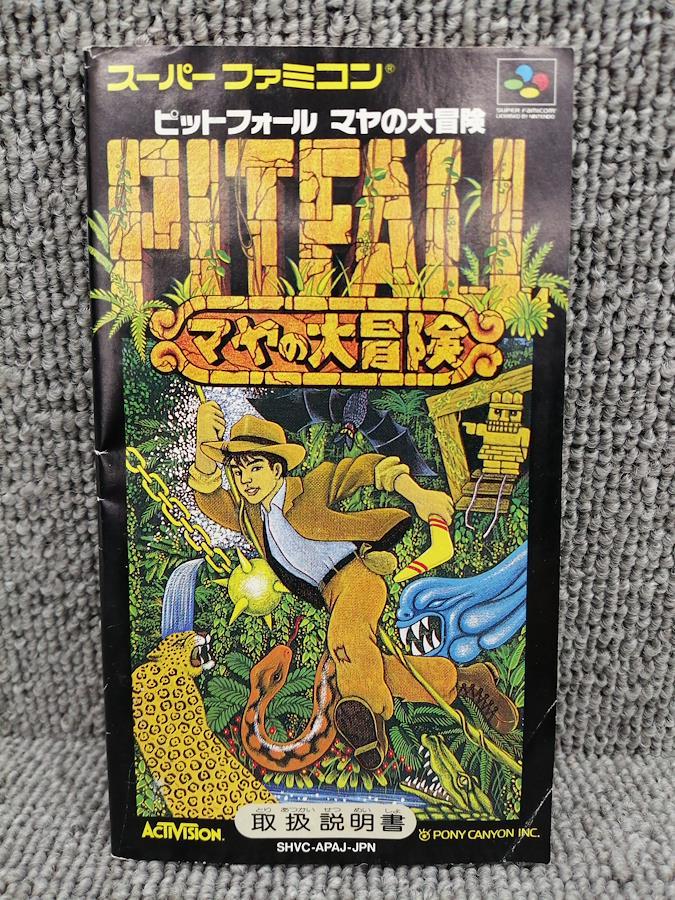 スーパーファミコン®
SUPER FAMICOM
LICENSED BY NINTENDO
ピットフォール マヤの大冒険
PITFALL
マヤの大冒険
とり あつかい せつ めい しょ
取扱説明書
ACTIVISION.
PONY CANYON INC.
SHVC-APAJ-JPN